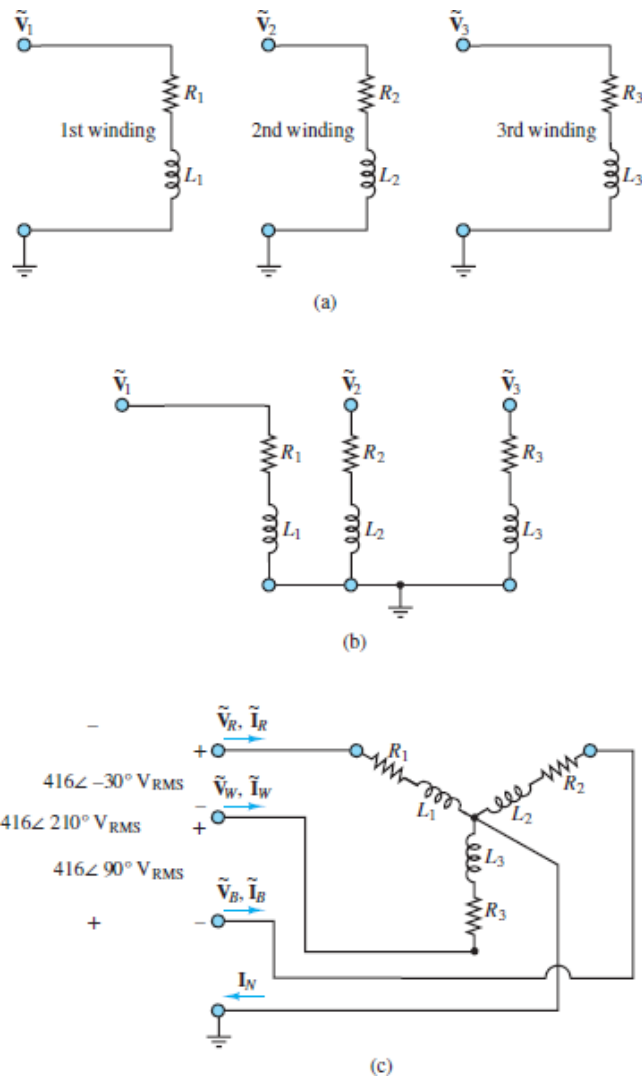 Ṽ₁ Ṽ₂ Ṽ₃
R₁ R₂ R₃
1st winding 2nd winding 3rd winding
L₁ L₂ L₃
(a)
Ṽ₁ Ṽ₂ Ṽ₃
R₁ R₂ R₃
L₁ L₂ L₃
(b)
– Ṽ_R, Ĩ_R
+ R₁ R₂
416∠ –30° V_RMS – Ṽ_W, Ĩ_W L₁ L₂
416∠ 210° V_RMS +
416∠ 90° V_RMS L₃
Ṽ_B, Ĩ_B R₃
+ –
I_N
(c)